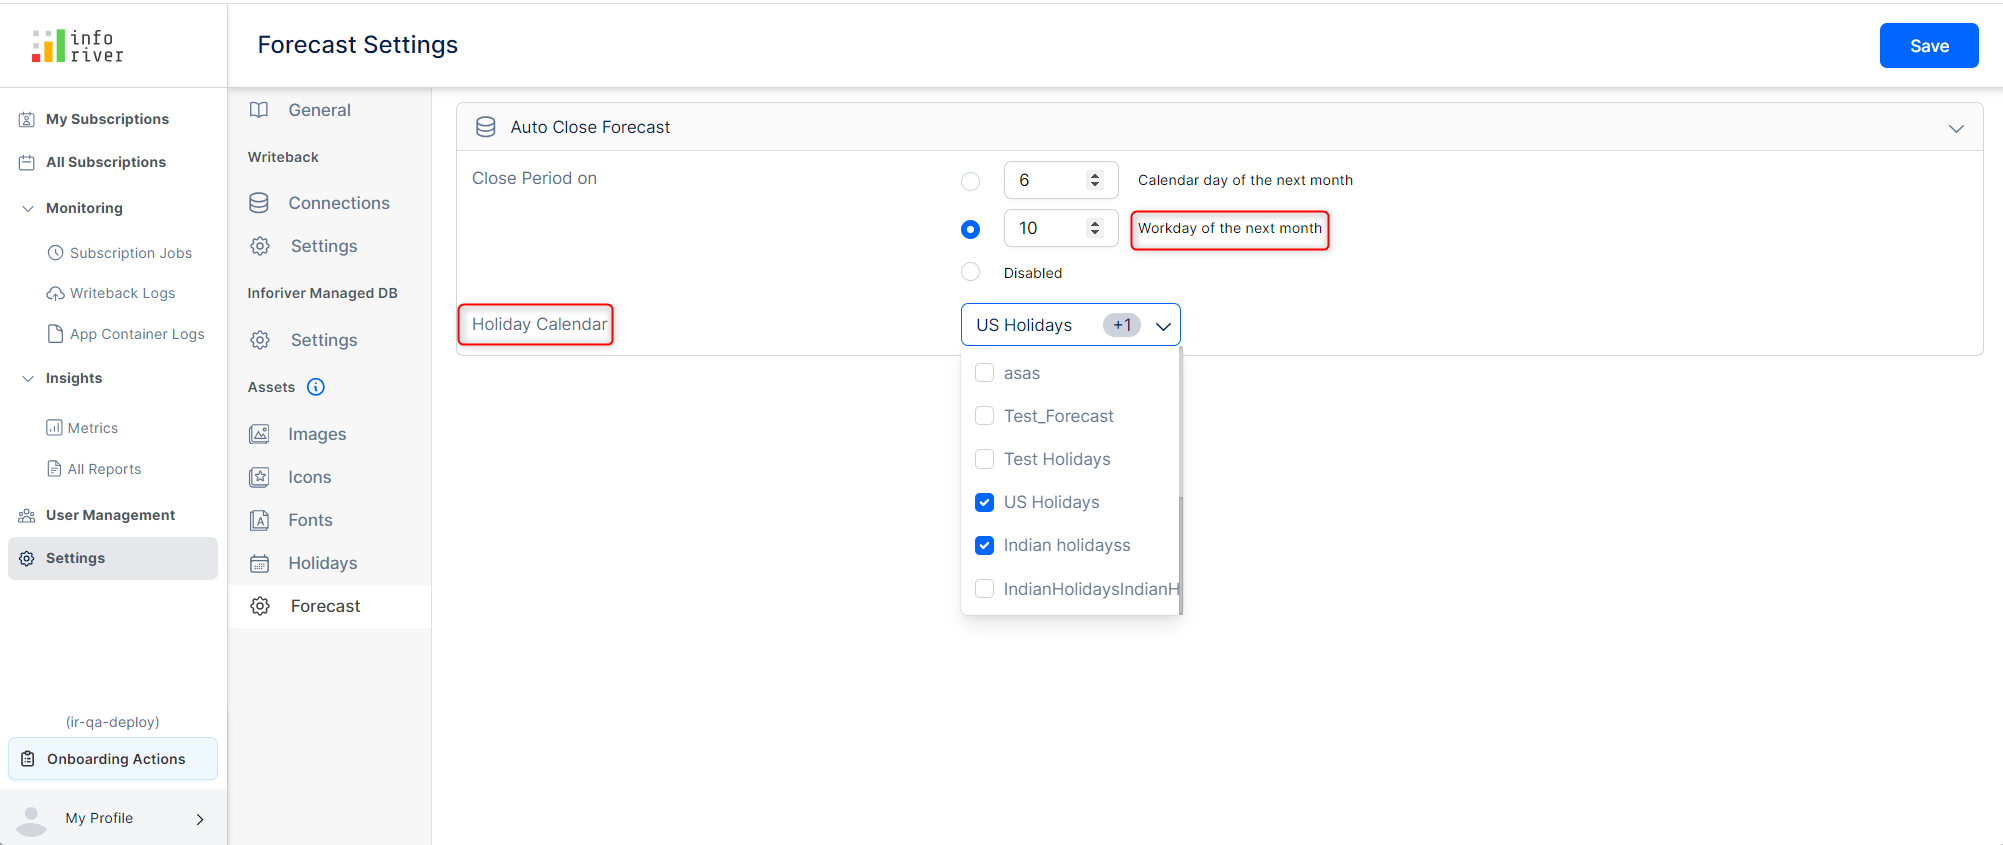 info
river
Forecast Settings
Save
My Subscriptions
All Subscriptions
Monitoring
Subscription Jobs
Writeback Logs
App Container Logs
Insights
Metrics
All Reports
User Management
Settings
(ir-qa-deploy)
Onboarding Actions
My Profile
General
Writeback
Connections
Settings
Inforiver Managed DB
Settings
Assets
Images
Icons
Fonts
Holidays
Forecast
Auto Close Forecast
Close Period on
6 Calendar day of the next month
10 Workday of the next month
Disabled
Holiday Calendar
US Holidays +1
asas
Test_Forecast
Test Holidays
US Holidays
Indian holidayss
IndianHolidaysIndianH